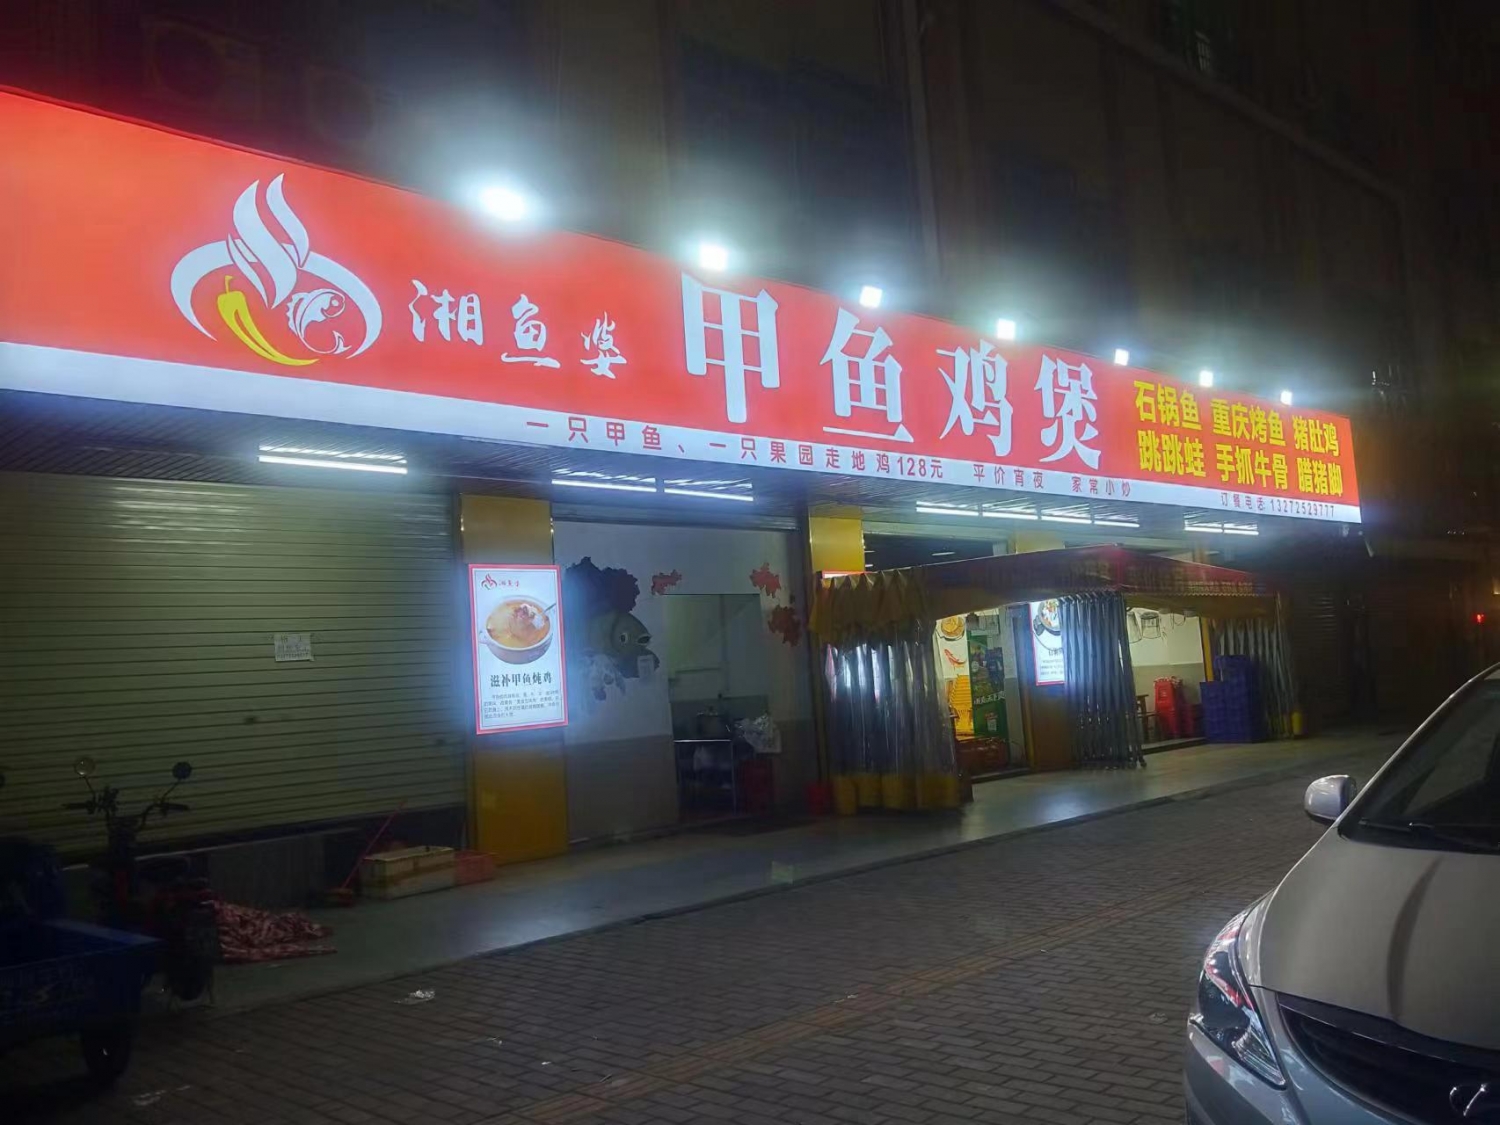 湘鱼婆
甲鱼鸡煲
石锅鱼 重庆烤鱼 猪肚鸡
跳跳蛙 手抓牛骨 腊猪脚
一只甲鱼、一只果园走地鸡128元 平价宵夜 家常小炒
订餐电话:13272529777
滋补甲鱼炖鸡